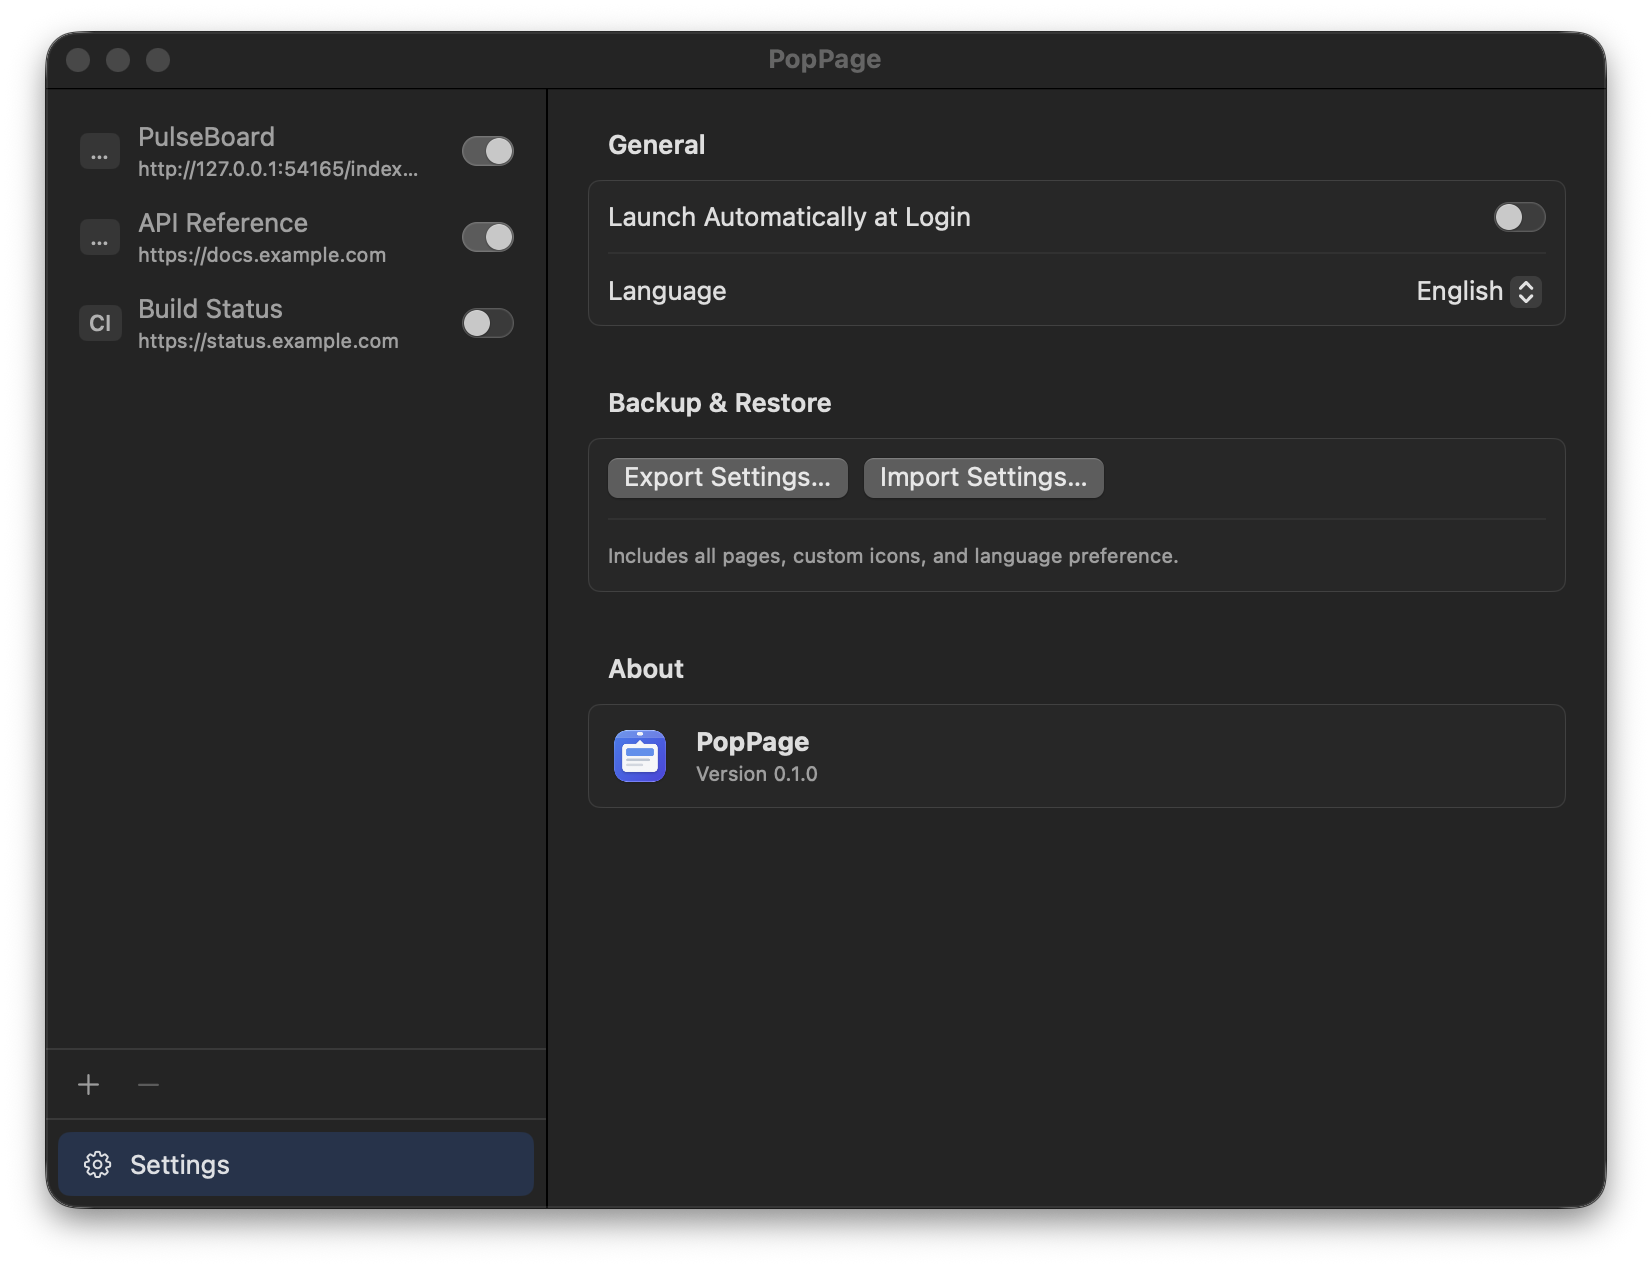 PopPage
...
PulseBoard
http://127.0.0.1:54165/index...
...
API Reference
https://docs.example.com
CI
Build Status
https://status.example.com
+
−
Settings
General
Launch Automatically at Login
Language
English
Backup & Restore
Export Settings...
Import Settings...
Includes all pages, custom icons, and language preference.
About
PopPage
Version 0.1.0